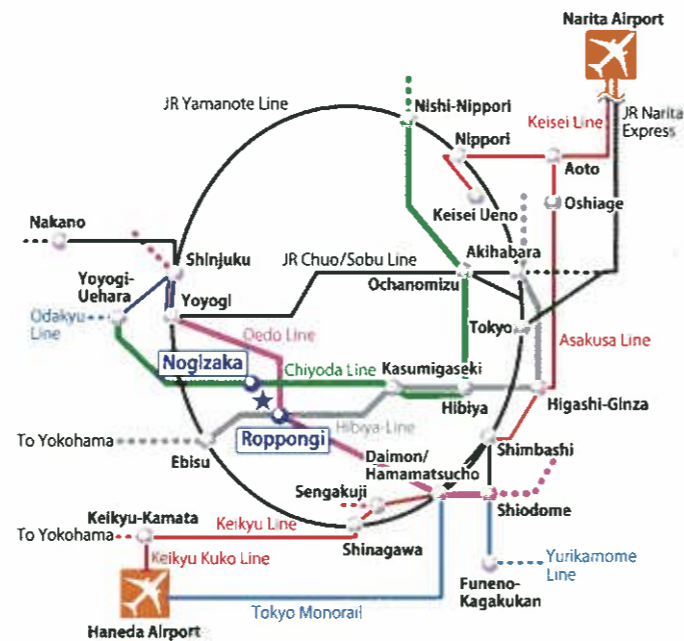 Narita Airport
JR Yamanote Line
Nishi-Nippori
Keisei Line
JR Narita
Express
Nippori
Aoto
Keisei Ueno
Oshiage
Nakano
Shinjuku
Akihabara
JR Chuo/Sobu Line
Ochanomizu
Yoyogi-
Uehara
Yoyogi
Odakyu
Line
Oedo Line
Tokyo
Asakusa Line
Nogizaka
Chiyoda Line
Kasumigaseki
Hibiya
Higashi-Ginza
Roppongi
Hibiya-Line
To Yokohama
Ebisu
Daimon/
Hamamatsucho
Shimbashi
Sengakuji
Shiodome
Keikyu-Kamata
Keikyu Line
To Yokohama
Shinagawa
Keikyu Kuko Line
Yurikamome
Line
Funeno-
Kagakukan
Tokyo Monorail
Haneda Airport